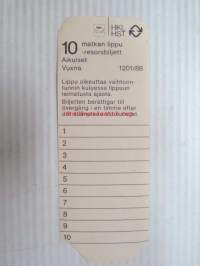 HKL
HST
10 matkan lippu
-resorsbiljett
Aikuiset
Vuxna 1201/86
Lippu oikeuttaa vaihtoon
tunnin kuluessa lippuun
leimatusta ajasta.
Biljetten berättigar till
övergång i en timme efter
1
2
3
4
5
6
7
8
9
10